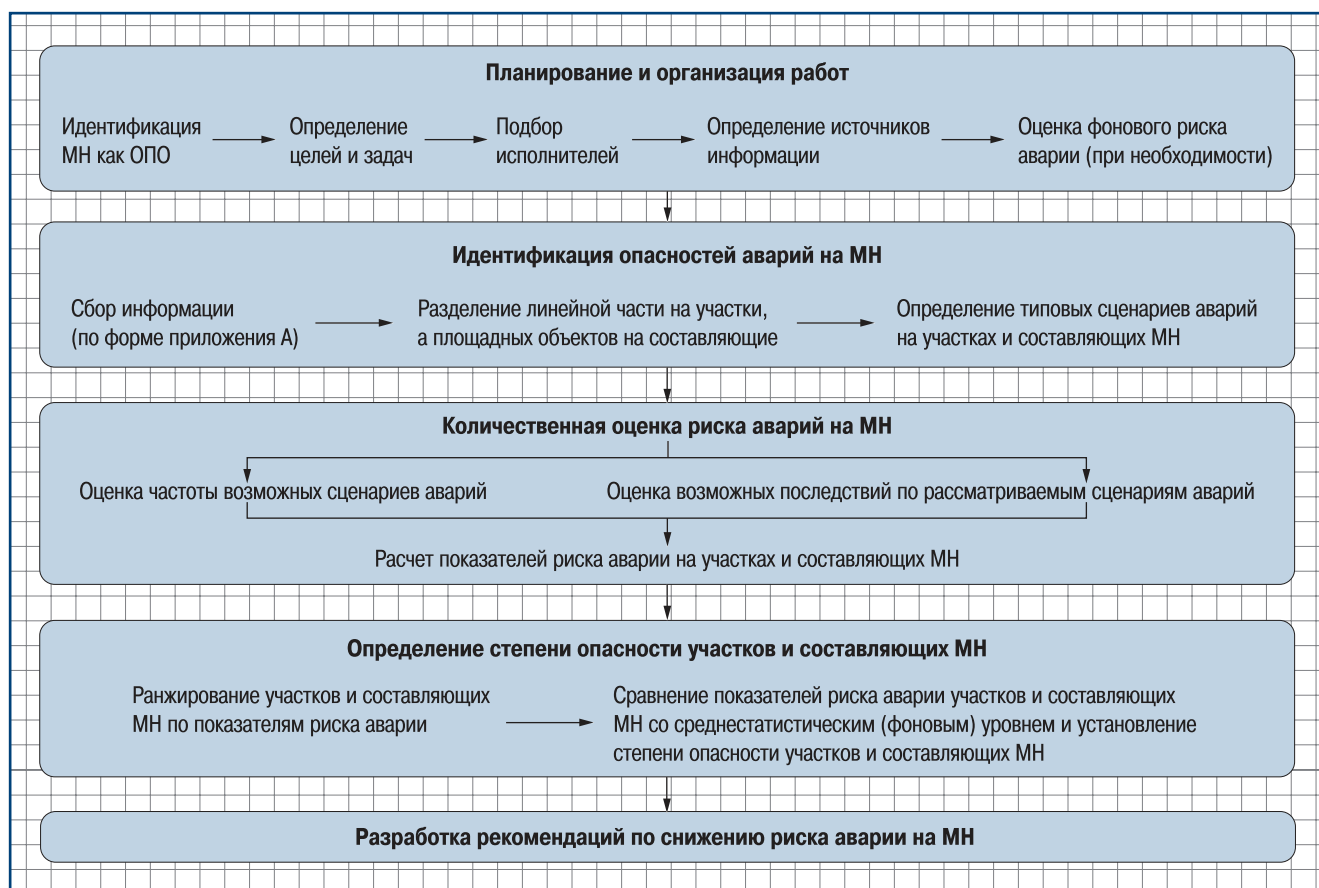 Планирование и организация работ
Идентификация
МН как ОПО
Определение
целей и задач
Подбор
исполнителей
Определение источников
информации
Оценка фонового риска
аварии (при необходимости)
Идентификация опасностей аварий на МН
Сбор информации
(по форме приложения А)
Разделение линейной части на участки,
а площадных объектов на составляющие
Определение типовых сценариев аварий
на участках и составляющих МН
Количественная оценка риска аварий на МН
Оценка частоты возможных сценариев аварий
Оценка возможных последствий по рассматриваемым сценариям аварий
Расчет показателей риска аварии на участках и составляющих МН
Определение степени опасности участков и составляющих МН
Ранжирование участков и составляющих
МН по показателям риска аварии
Сравнение показателей риска аварии участков и составляющих
МН со среднестатистическим (фоновым) уровнем и установление
степени опасности участков и составляющих МН
Разработка рекомендаций по снижению риска аварии на МН